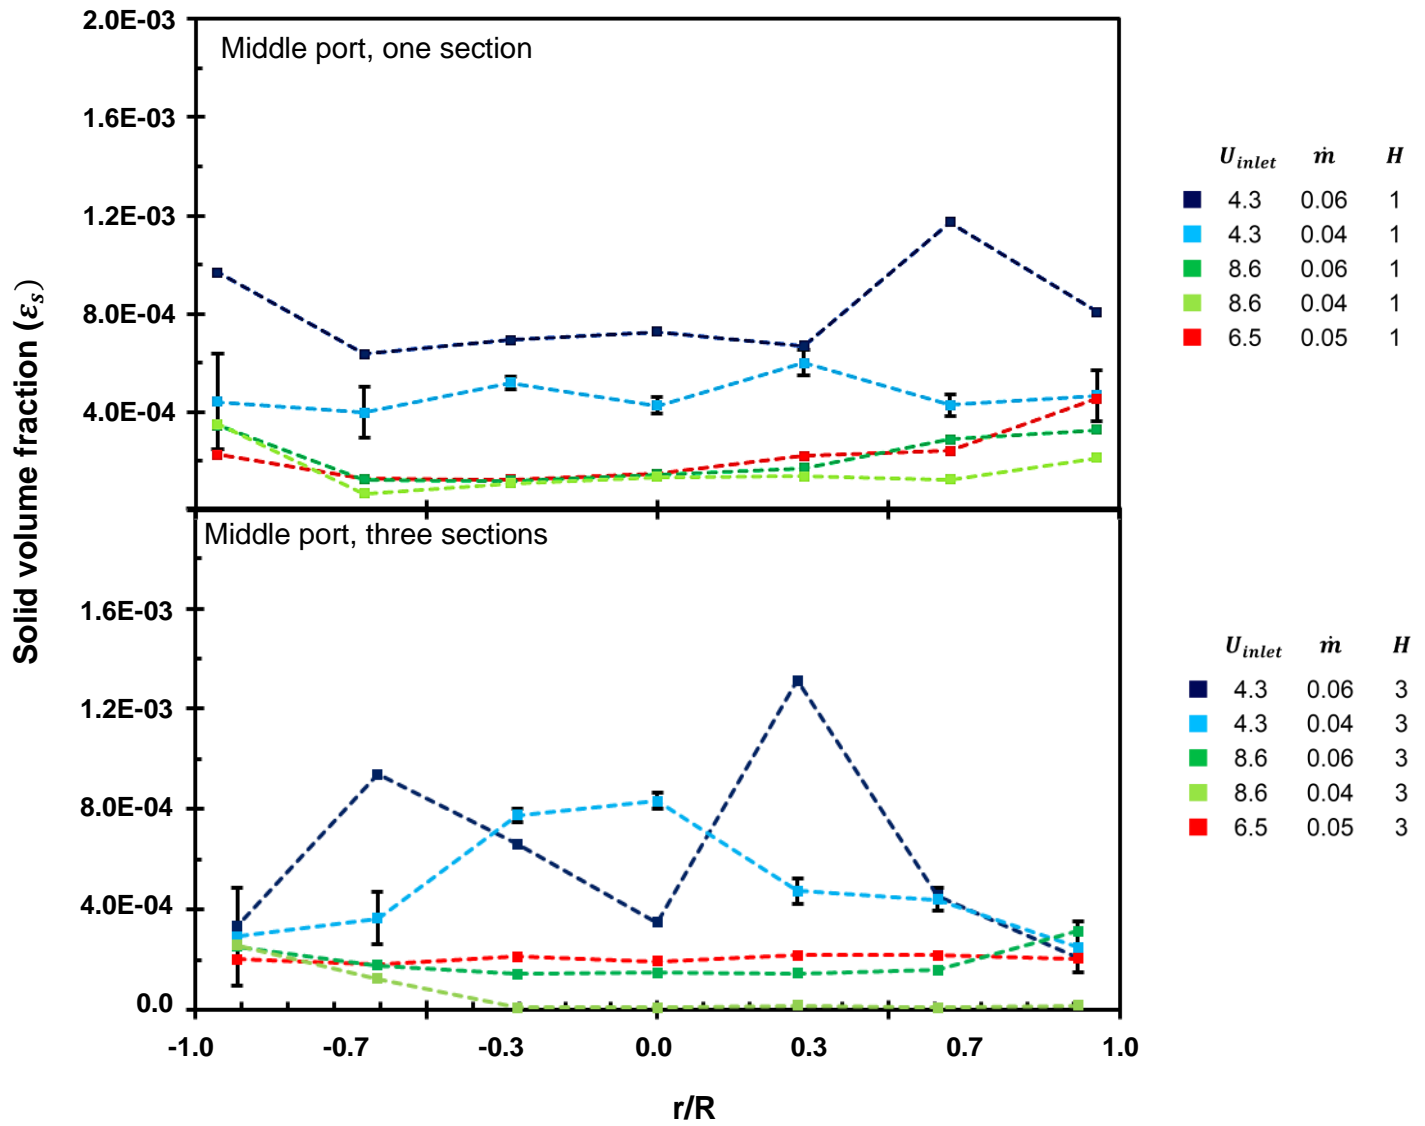 2.0E-03
Middle port, one section
1.6E-03
1.2E-03
8.0E-04
4.0E-04
U_inlet ṁ H
4.3 0.06 1
4.3 0.04 1
8.6 0.06 1
8.6 0.04 1
6.5 0.05 1
Solid volume fraction (ε_s)
Middle port, three sections
1.6E-03
1.2E-03
8.0E-04
4.0E-04
0.0
U_inlet ṁ H
4.3 0.06 3
4.3 0.04 3
8.6 0.06 3
8.6 0.04 3
6.5 0.05 3
-1.0 -0.7 -0.3 0.0 0.3 0.7 1.0
r/R